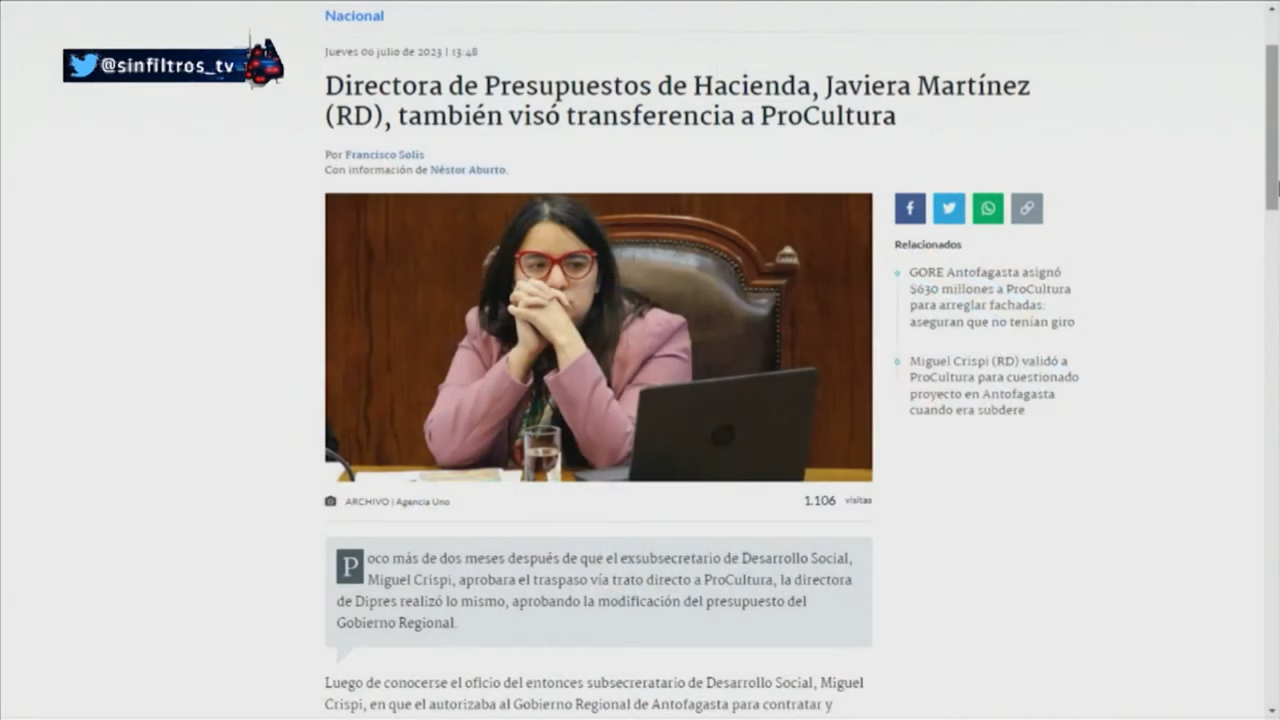 Nacional
@sinfiltros_tv
Jueves 06 julio de 2023 | 13:48
Directora de Presupuestos de Hacienda, Javiera Martínez
(RD), también visó transferencia a ProCultura
Por Francisco Solís
Con información de Néstor Aburto.
Relacionados
GORE Antofagasta asignó
$630 millones a ProCultura
para arreglar fachadas:
aseguran que no tenían giro
Miguel Crispi (RD) validó a
ProCultura para cuestionado
proyecto en Antofagasta
cuando era subdere
ARCHIVO | Agencia Uno
1.106 visitas
Poco más de dos meses después de que el exsubsecretario de Desarrollo Social,
Miguel Crispi, aprobara el traspaso vía trato directo a ProCultura, la directora
de Dipres realizó lo mismo, aprobando la modificación del presupuesto del
Gobierno Regional.
Luego de conocerse el oficio del entonces subsecreratario de Desarrollo Social, Miguel
Crispi, en que el autorizaba al Gobierno Regional de Antofagasta para contratar y